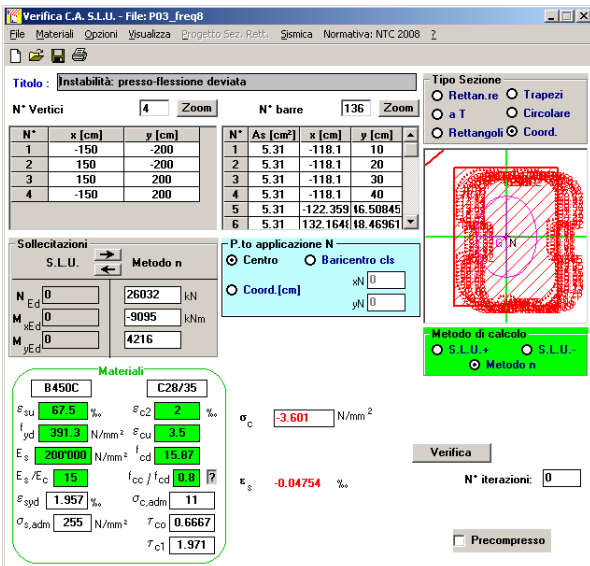 Verifica C.A. S.L.U. - File: P03_freq8
File Materiali Opzioni Visualizza Progetto Sez. Rett. Sismica Normativa: NTC 2008 ?
Titolo : Instabilità: presso-flessione deviata
N° Vertici 4 Zoom N° barre 136 Zoom
N° x [cm] y [cm]
1 -150 -200
2 150 -200
3 150 200
4 -150 200
N° As [cm²] x [cm] y [cm]
1 5.31 -118.1 10
2 5.31 -118.1 20
3 5.31 -118.1 30
4 5.31 -118.1 40
5 5.31 -122.359 46.50845
6 5.31 48.46961
Tipo Sezione
Rettan.re Trapezi
a T Circolare
Rettangoli Coord.
N
Sollecitazioni
S.L.U. Metodo n
N Ed 0 26032 kN
M xEd 0 -9095 kNm
M yEd 0 4216
P.to applicazione N
Centro Baricentro cls
Coord.[cm] xN 0
yN 0
Metodo di calcolo
S.L.U.+ S.L.U.-
Metodo n
Materiali
B450C C28/35
εsu 67.5 ‰ εc2 2 ‰
fyd 391.3 N/mm² εcu 3.5
Es 200'000 N/mm² fcd 15.87
Es /Ec 15 fcc / fcd 0.8 ?
εsyd 1.957 ‰ σc,adm 11
σs,adm 255 N/mm² τco 0.6667
τc1 1.971
σc -3.601 N/mm²
εs -0.04754 ‰
Verifica
N° iterazioni: 0
Precompresso